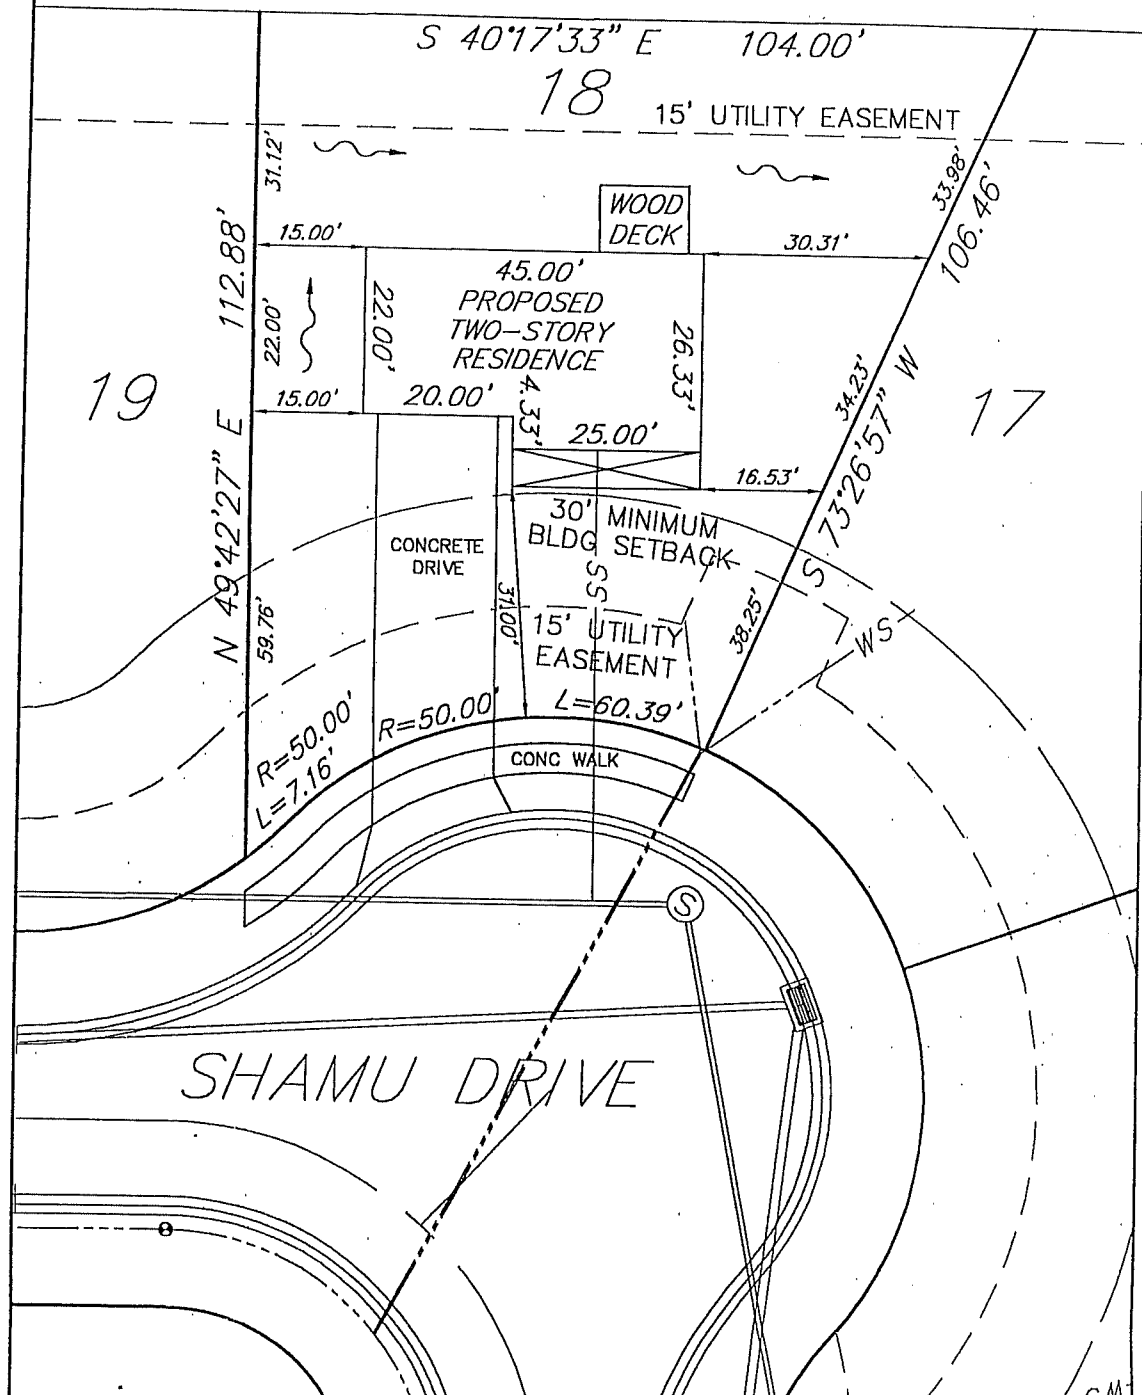 S 40°17'33" E 104.00'
18
15' UTILITY EASEMENT
31.12'
33.98'
WOOD
DECK
112.88'
106.46'
15.00'
30.31'
45.00'
PROPOSED
TWO-STORY
RESIDENCE
22.00'
22.00'
26.33'
19
17
34.23'
15.00'
20.00'
4.33'
25.00'
16.53'
S 73°26'57" W
N 49°42'27" E
30' MINIMUM
BLDG SETBACK
CONCRETE
DRIVE
SS
31.00'
38.25'
59.76'
15' UTILITY
EASEMENT
WS
R=50.00'
L=7.16'
R=50.00'
L=60.39'
CONC WALK
S
SHAMU DRIVE